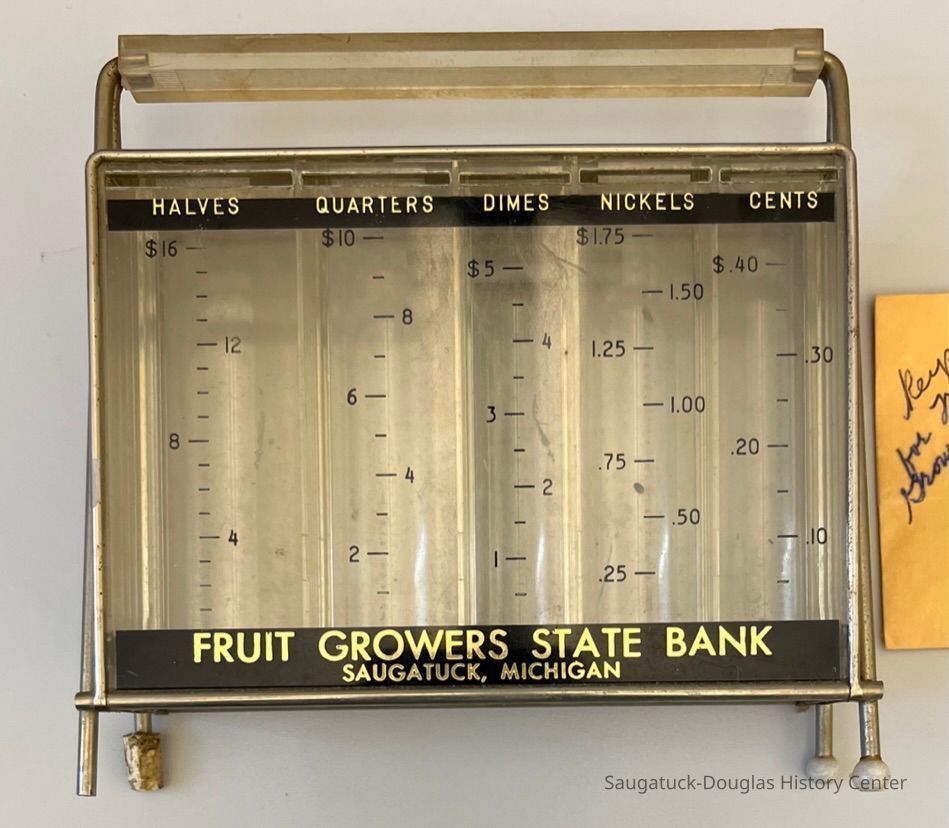 HALVES QUARTERS DIMES NICKELS CENTS
$16 12 8 4
$10 8 6 4 2
$5 4 3 2 1
$1.75 1.50 1.25 1.00 .75 .50 .25
$.40 .30 .20 .10
FRUIT GROWERS STATE BANK
SAUGATUCK, MICHIGAN
for
Saugatuck-Douglas History Center